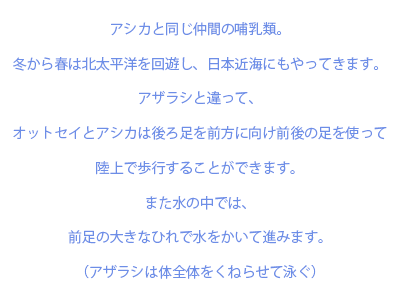 アシカと同じ仲間の哺乳類。
冬から春は北太平洋を回遊し、日本近海にもやってきます。
アザラシと違って、
オットセイとアシカは後ろ足を前方に向け前後の足を使って
陸上で歩行することができます。
また水の中では、
前足の大きなひれで水をかいて進みます。
（アザラシは体全体をくねらせて泳ぐ）